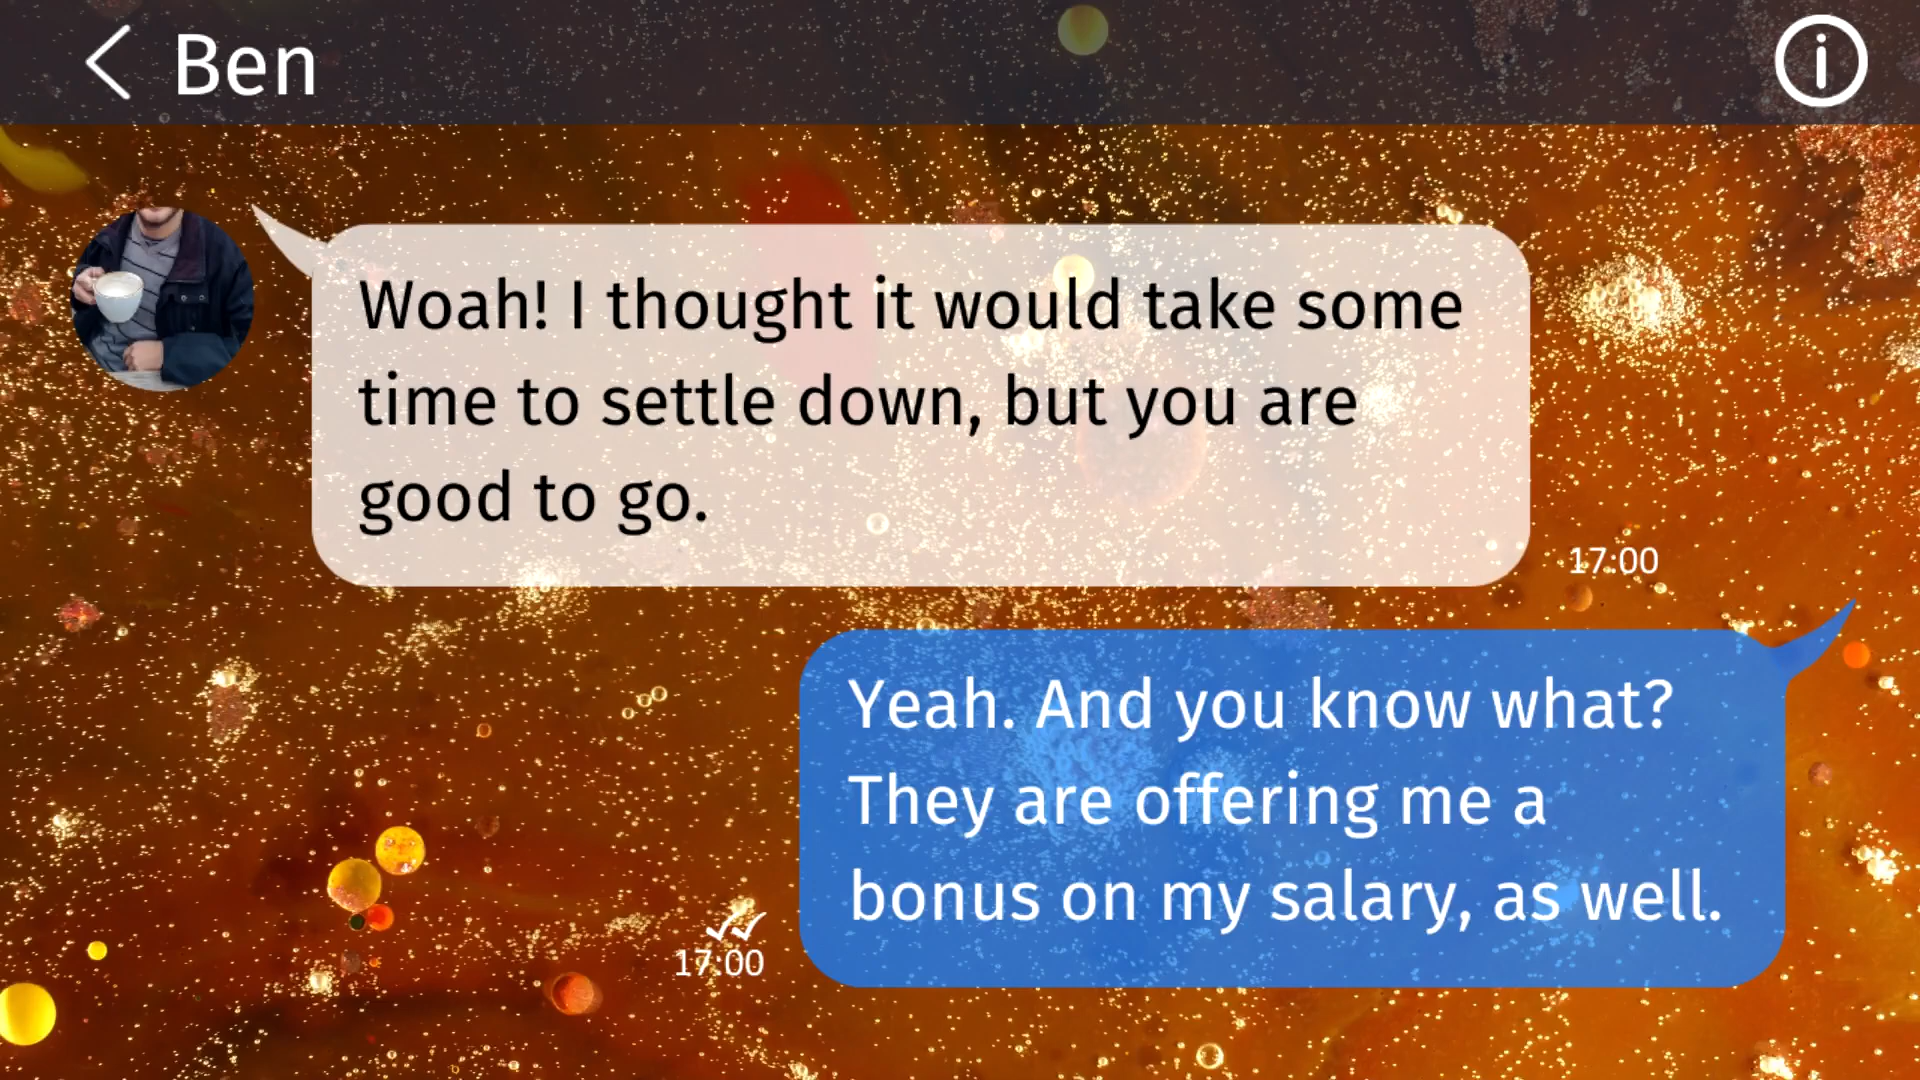 Ben
Woah! I thought it would take some
time to settle down, but you are
good to go.
17:00
Yeah. And you know what?
They are offering me a
bonus on my salary, as well.
17:00